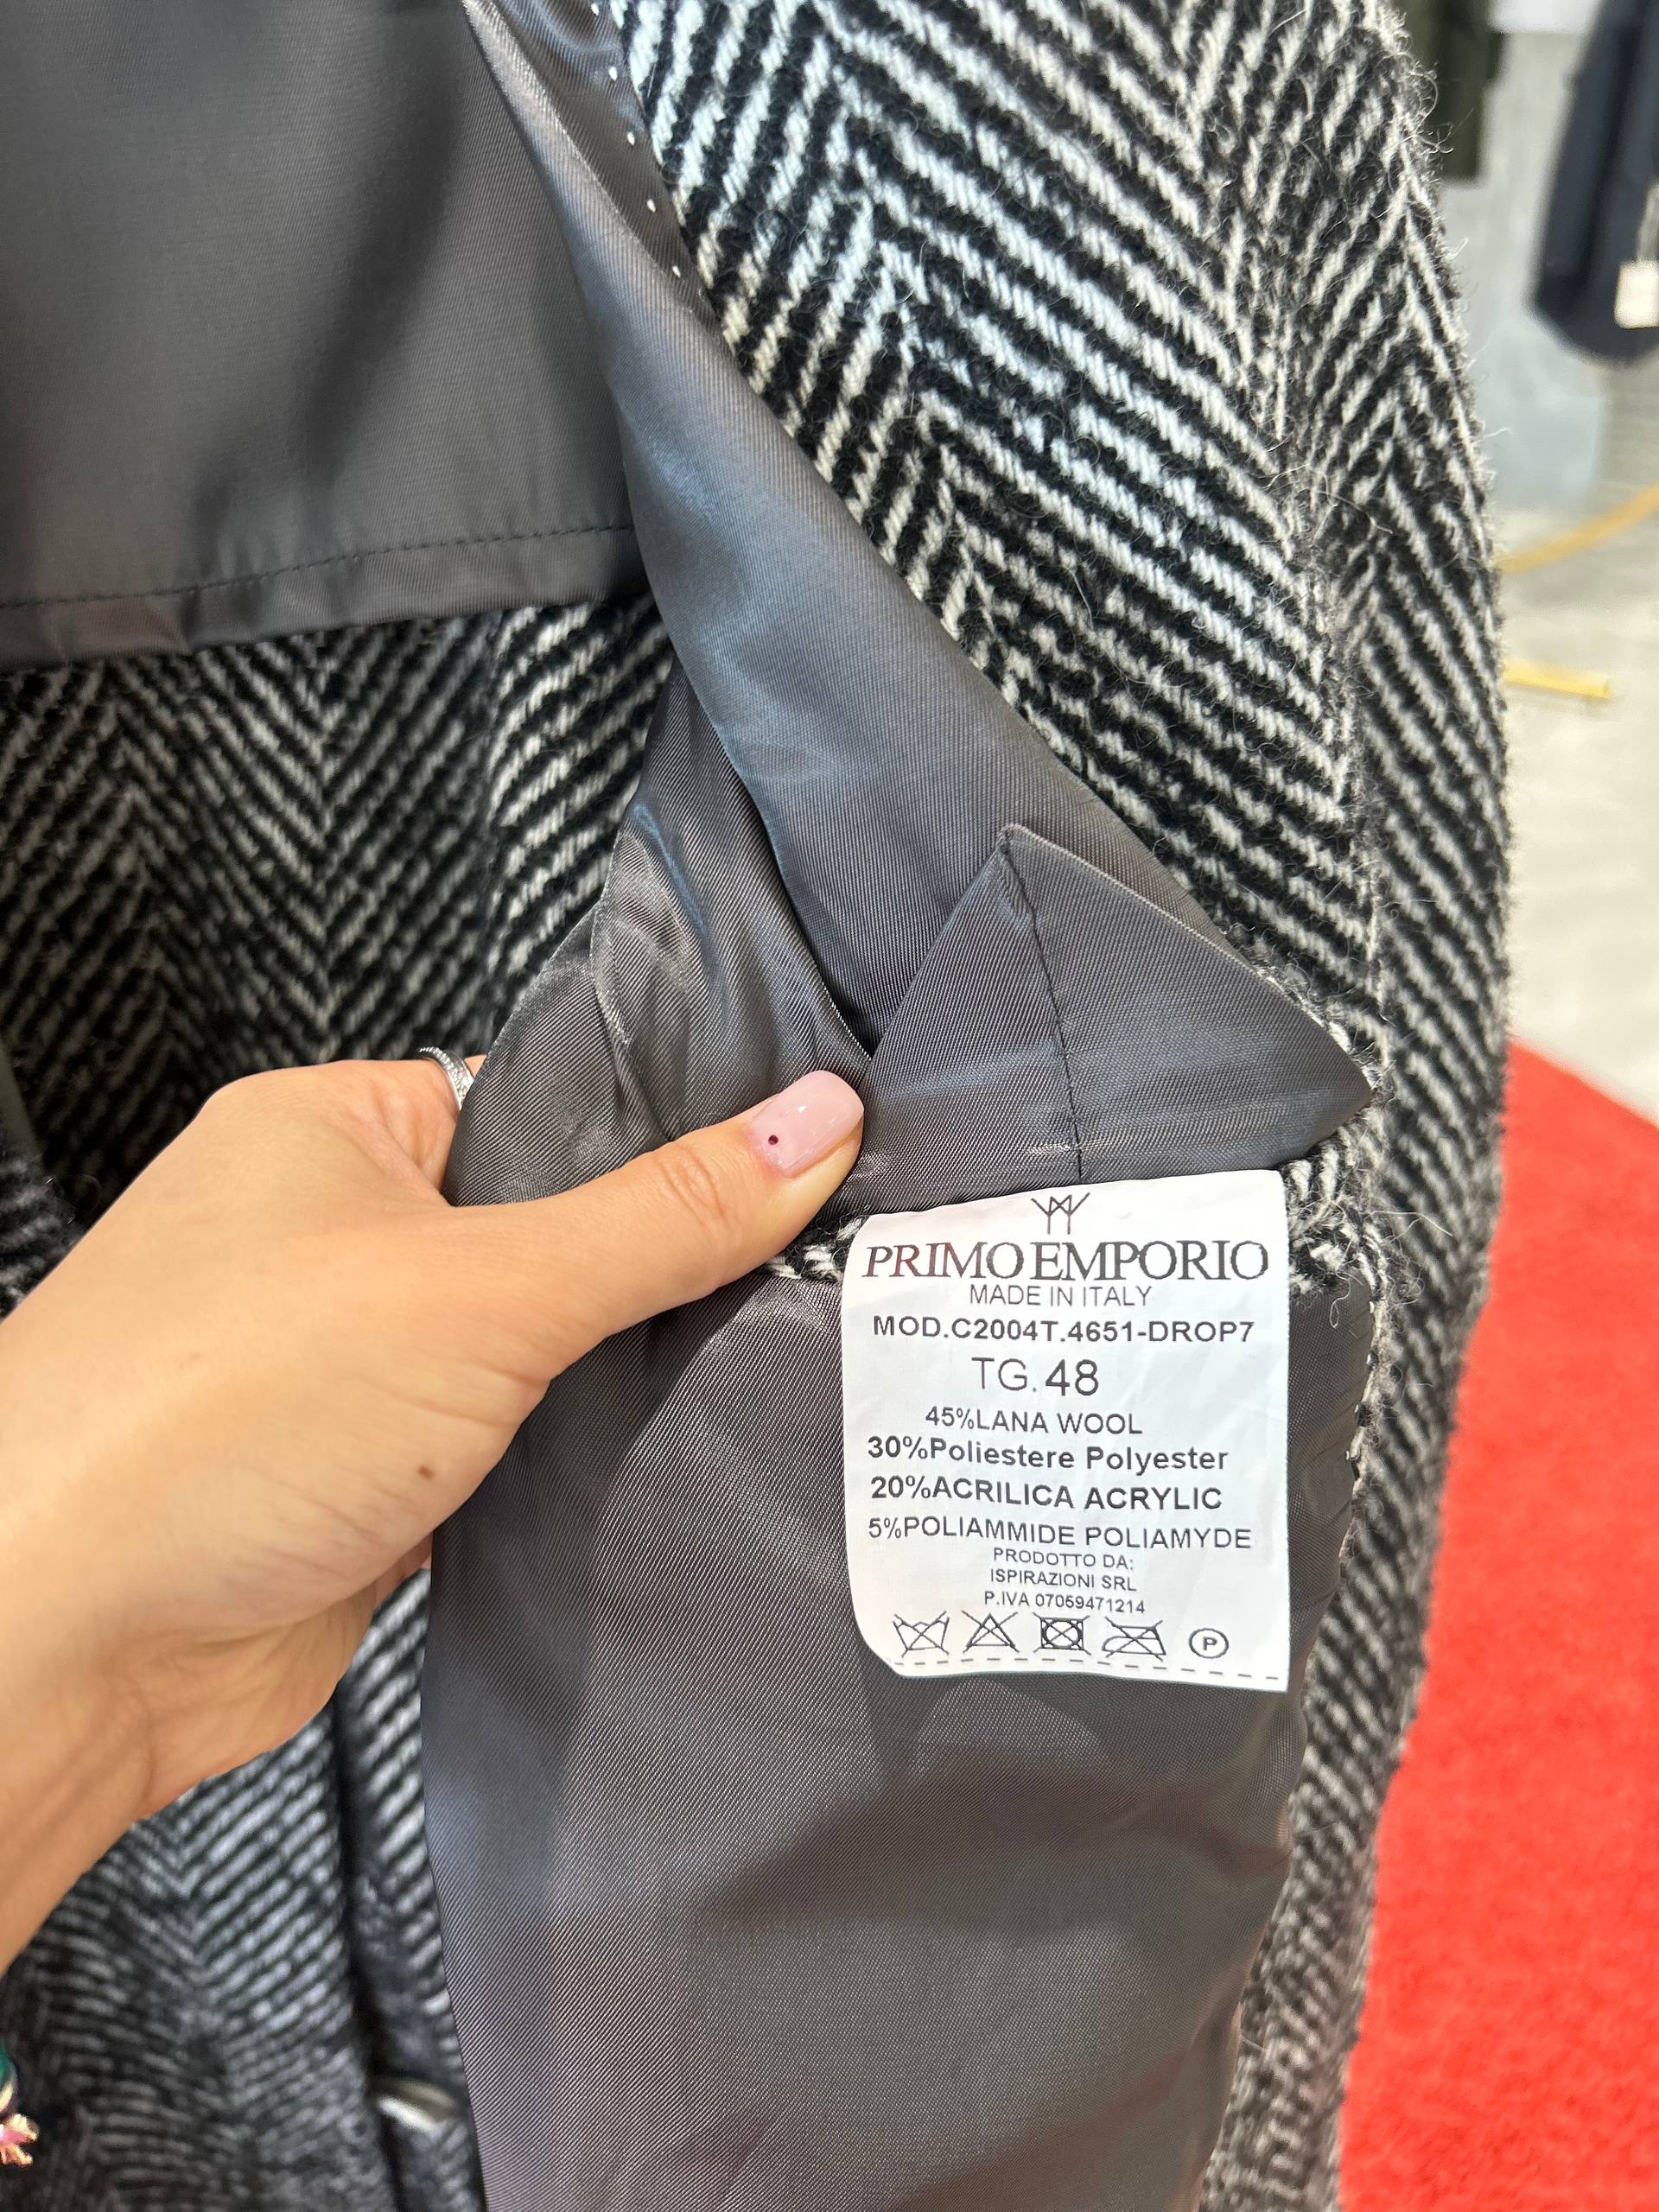 PRIMO EMPORIO
MADE IN ITALY
MOD.C2004T.4651-DROP7
TG. 48
45%LANA WOOL
30%Poliestere Polyester
20%ACRILICA ACRYLIC
5%POLIAMMIDE POLIAMYDE
PRODOTTO DA:
ISPIRAZIONI SRL
P.IVA 07059471214
P